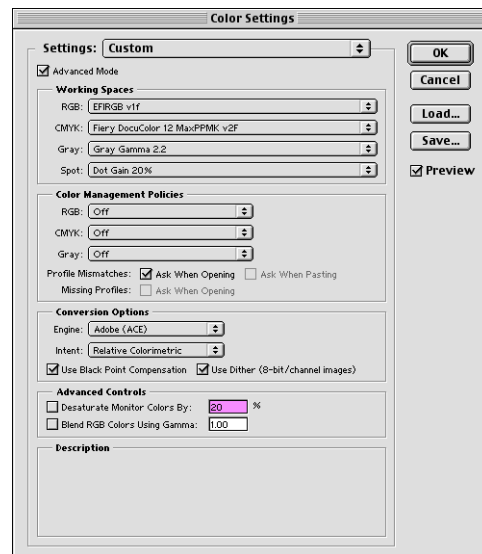 Color Settings
Settings: Custom
OK
Advanced Mode
Cancel
Working Spaces
RGB: EFIRGB v1f
Load...
CMYK: Fiery DocuColor 12 MaxPPMK v2F
Gray: Gray Gamma 2.2
Save...
Spot: Dot Gain 20%
Preview
Color Management Policies
RGB: Off
CMYK: Off
Gray: Off
Profile Mismatches: Ask When Opening Ask When Pasting
Missing Profiles: Ask When Opening
Conversion Options
Engine: Adobe (ACE)
Intent: Relative Colorimetric
Use Black Point Compensation Use Dither (8-bit/channel images)
Advanced Controls
Desaturate Monitor Colors By: 20 %
Blend RGB Colors Using Gamma: 1.00
Description